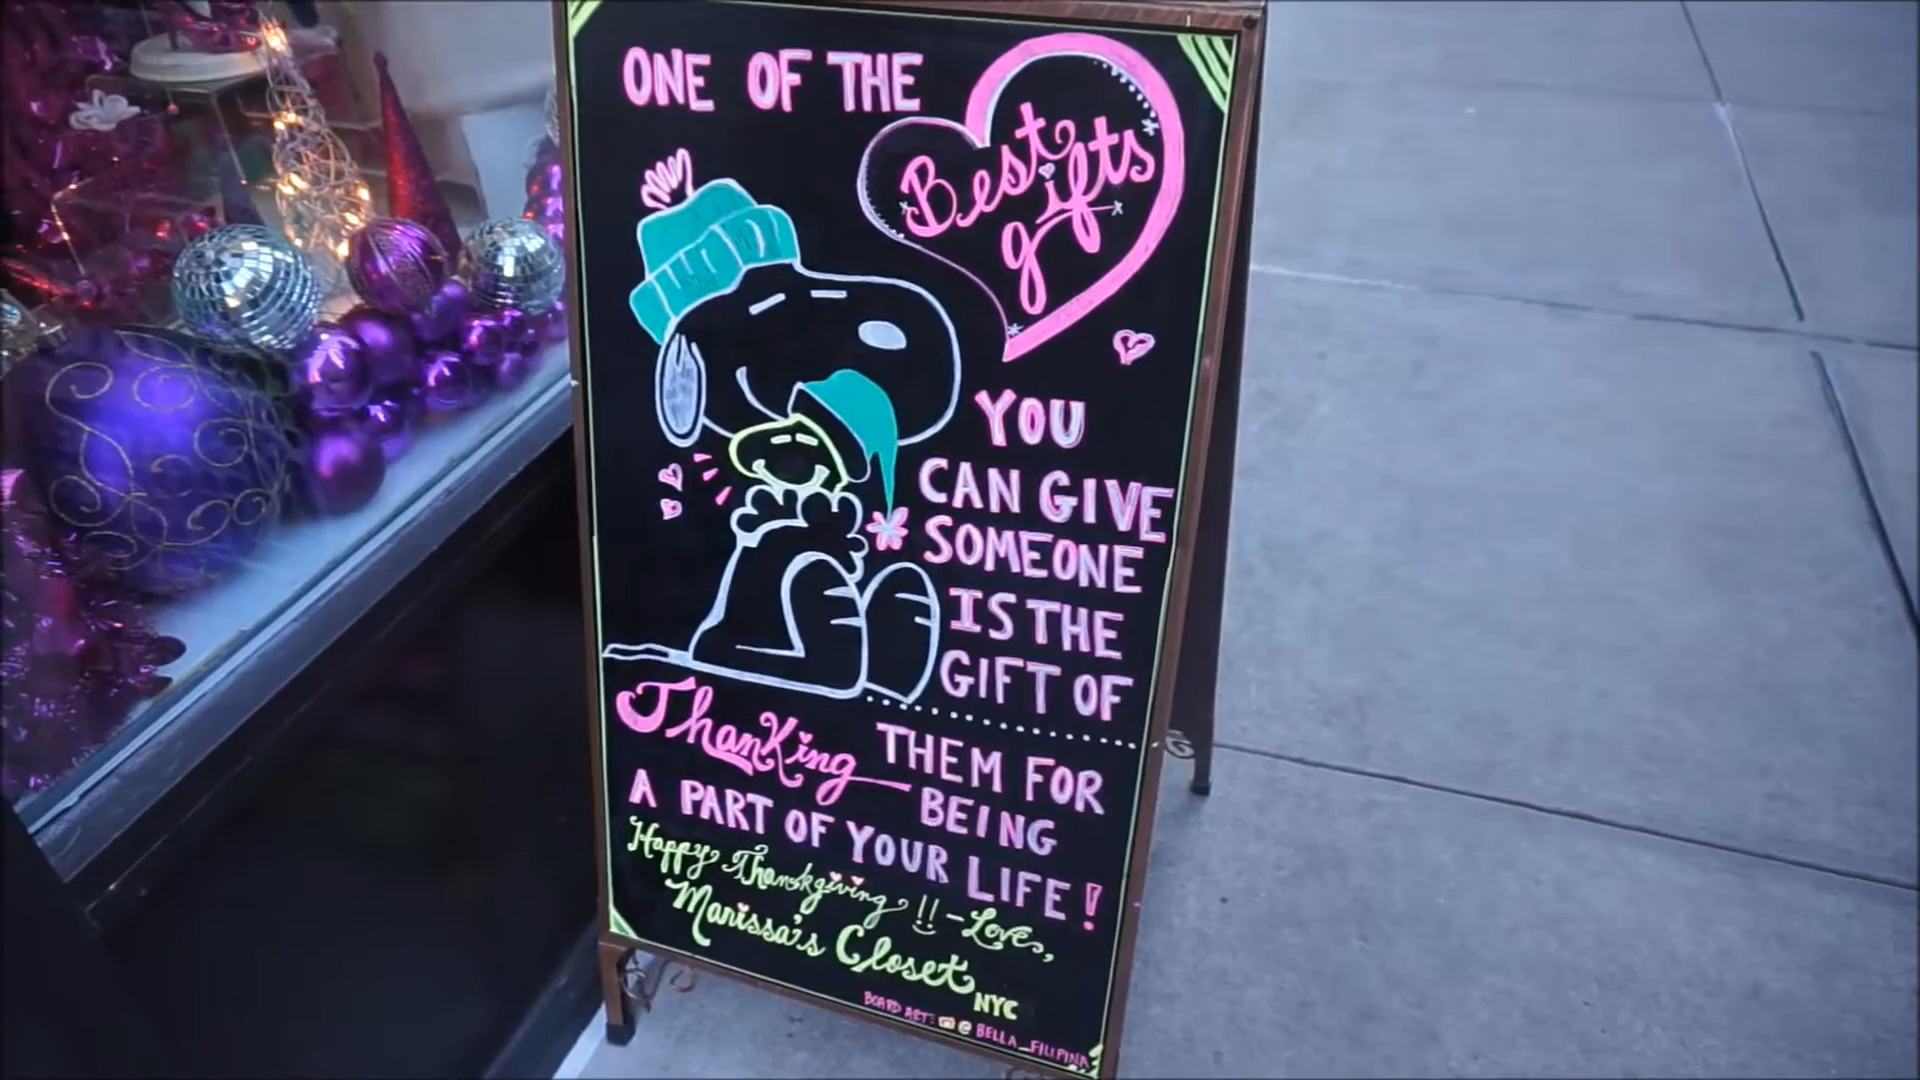 ONE OF THE
Best
gifts
YOU
CAN GIVE
SOMEONE
IS THE
GIFT OF
Thanking THEM FOR
BEING
A PART OF YOUR LIFE!
Happy Thanksgiving!! - Love,,
Marissa's Closet
NYC
BOARD ART: @ BELLA_FILIPINA